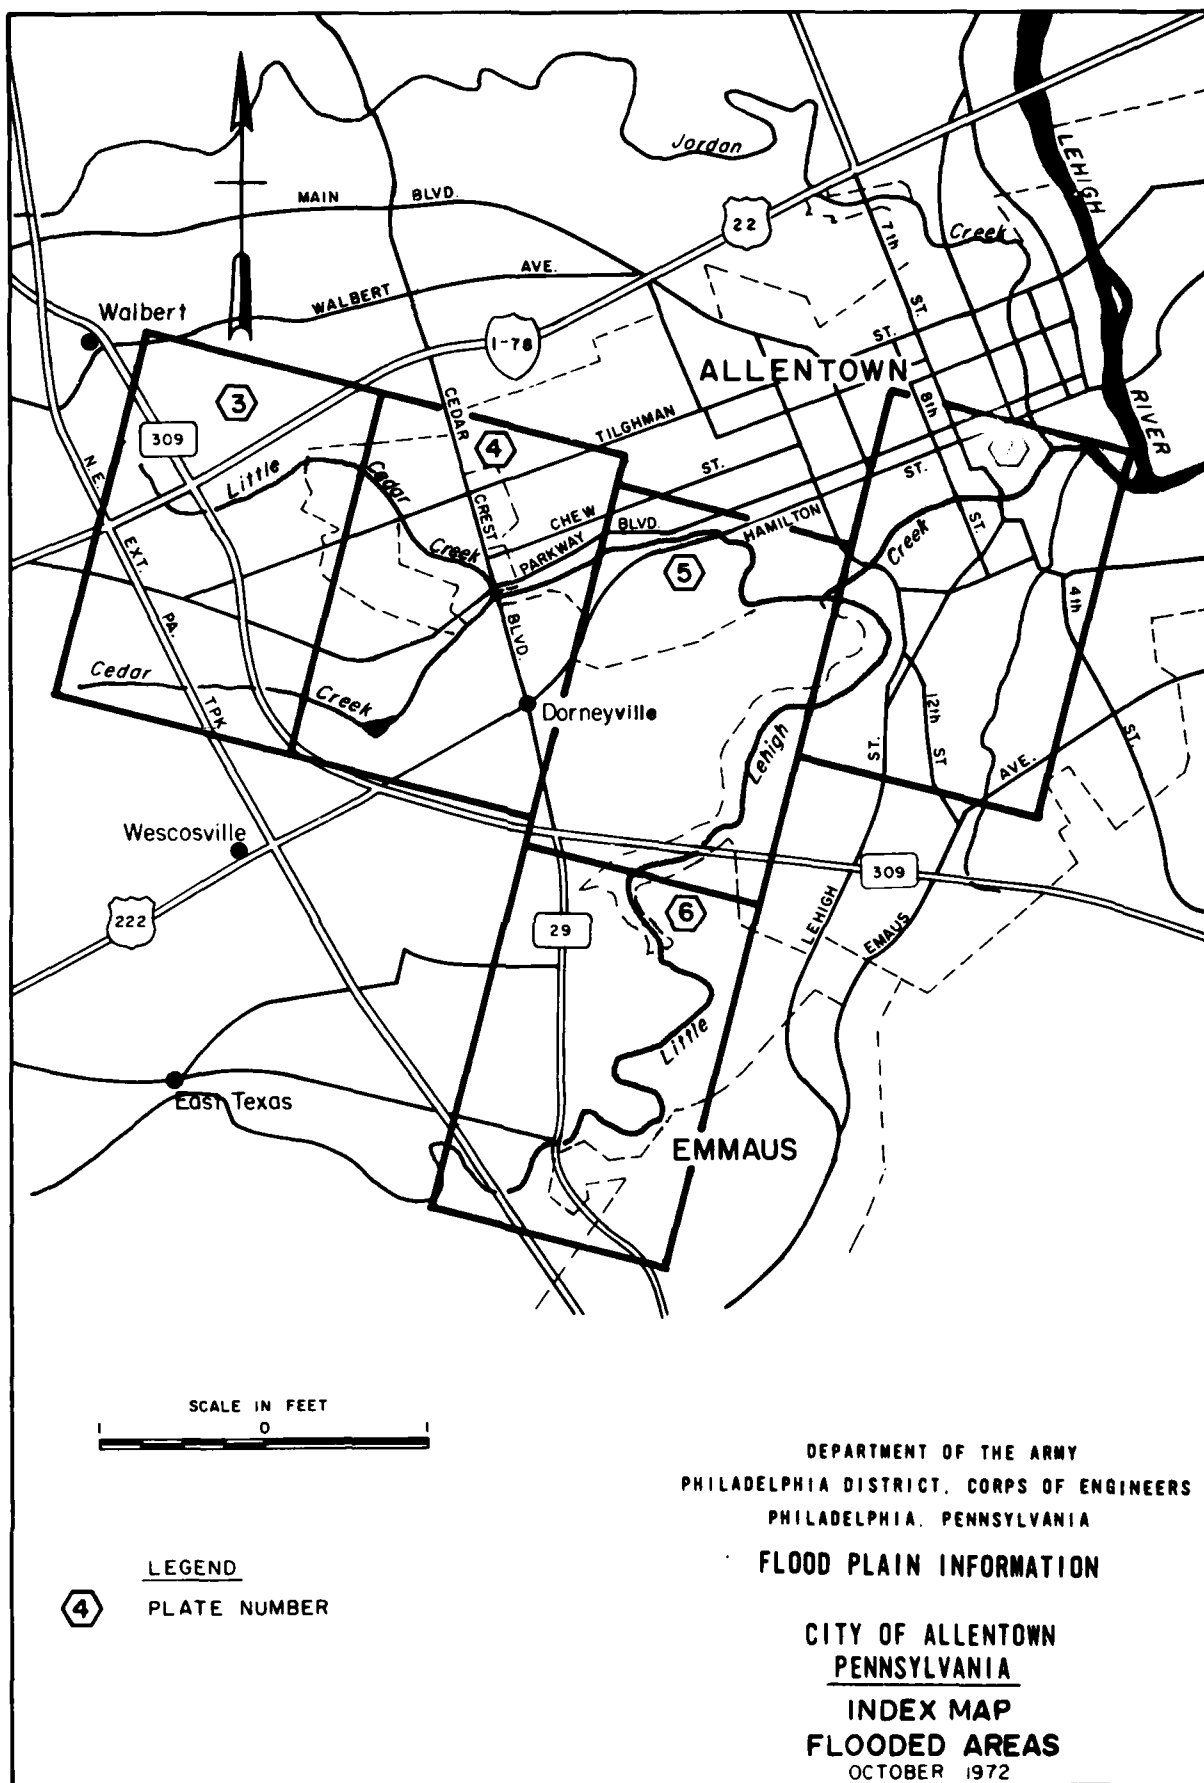 Jordan
Creek
LEHIGH
RIVER
MAIN BLVD.
22
7th
ST.
WALBERT AVE.
Walbert
I-78
ST.
ALLENTOWN
8th
ST.
3
309
CEDAR
CREST
BLVD.
4
TILGHMAN
ST.
Little
Cedar
Creek
N.E.
EXT.
PA.
TPK
CHEW
ST.
PARKWAY
BLVD.
HAMILTON
5
Creek
4th
ST.
Cedar
Creek
Dorneyville
Lehigh
ST.
12th
ST
AVE.
Wescosville
222
309
29
6
LEHIGH
EMAUS
Little
East Texas
EMMAUS
SCALE IN FEET
0
DEPARTMENT OF THE ARMY
PHILADELPHIA DISTRICT, CORPS OF ENGINEERS
PHILADELPHIA, PENNSYLVANIA
FLOOD PLAIN INFORMATION
LEGEND
4 PLATE NUMBER
CITY OF ALLENTOWN
PENNSYLVANIA
INDEX MAP
FLOODED AREAS
OCTOBER 1972